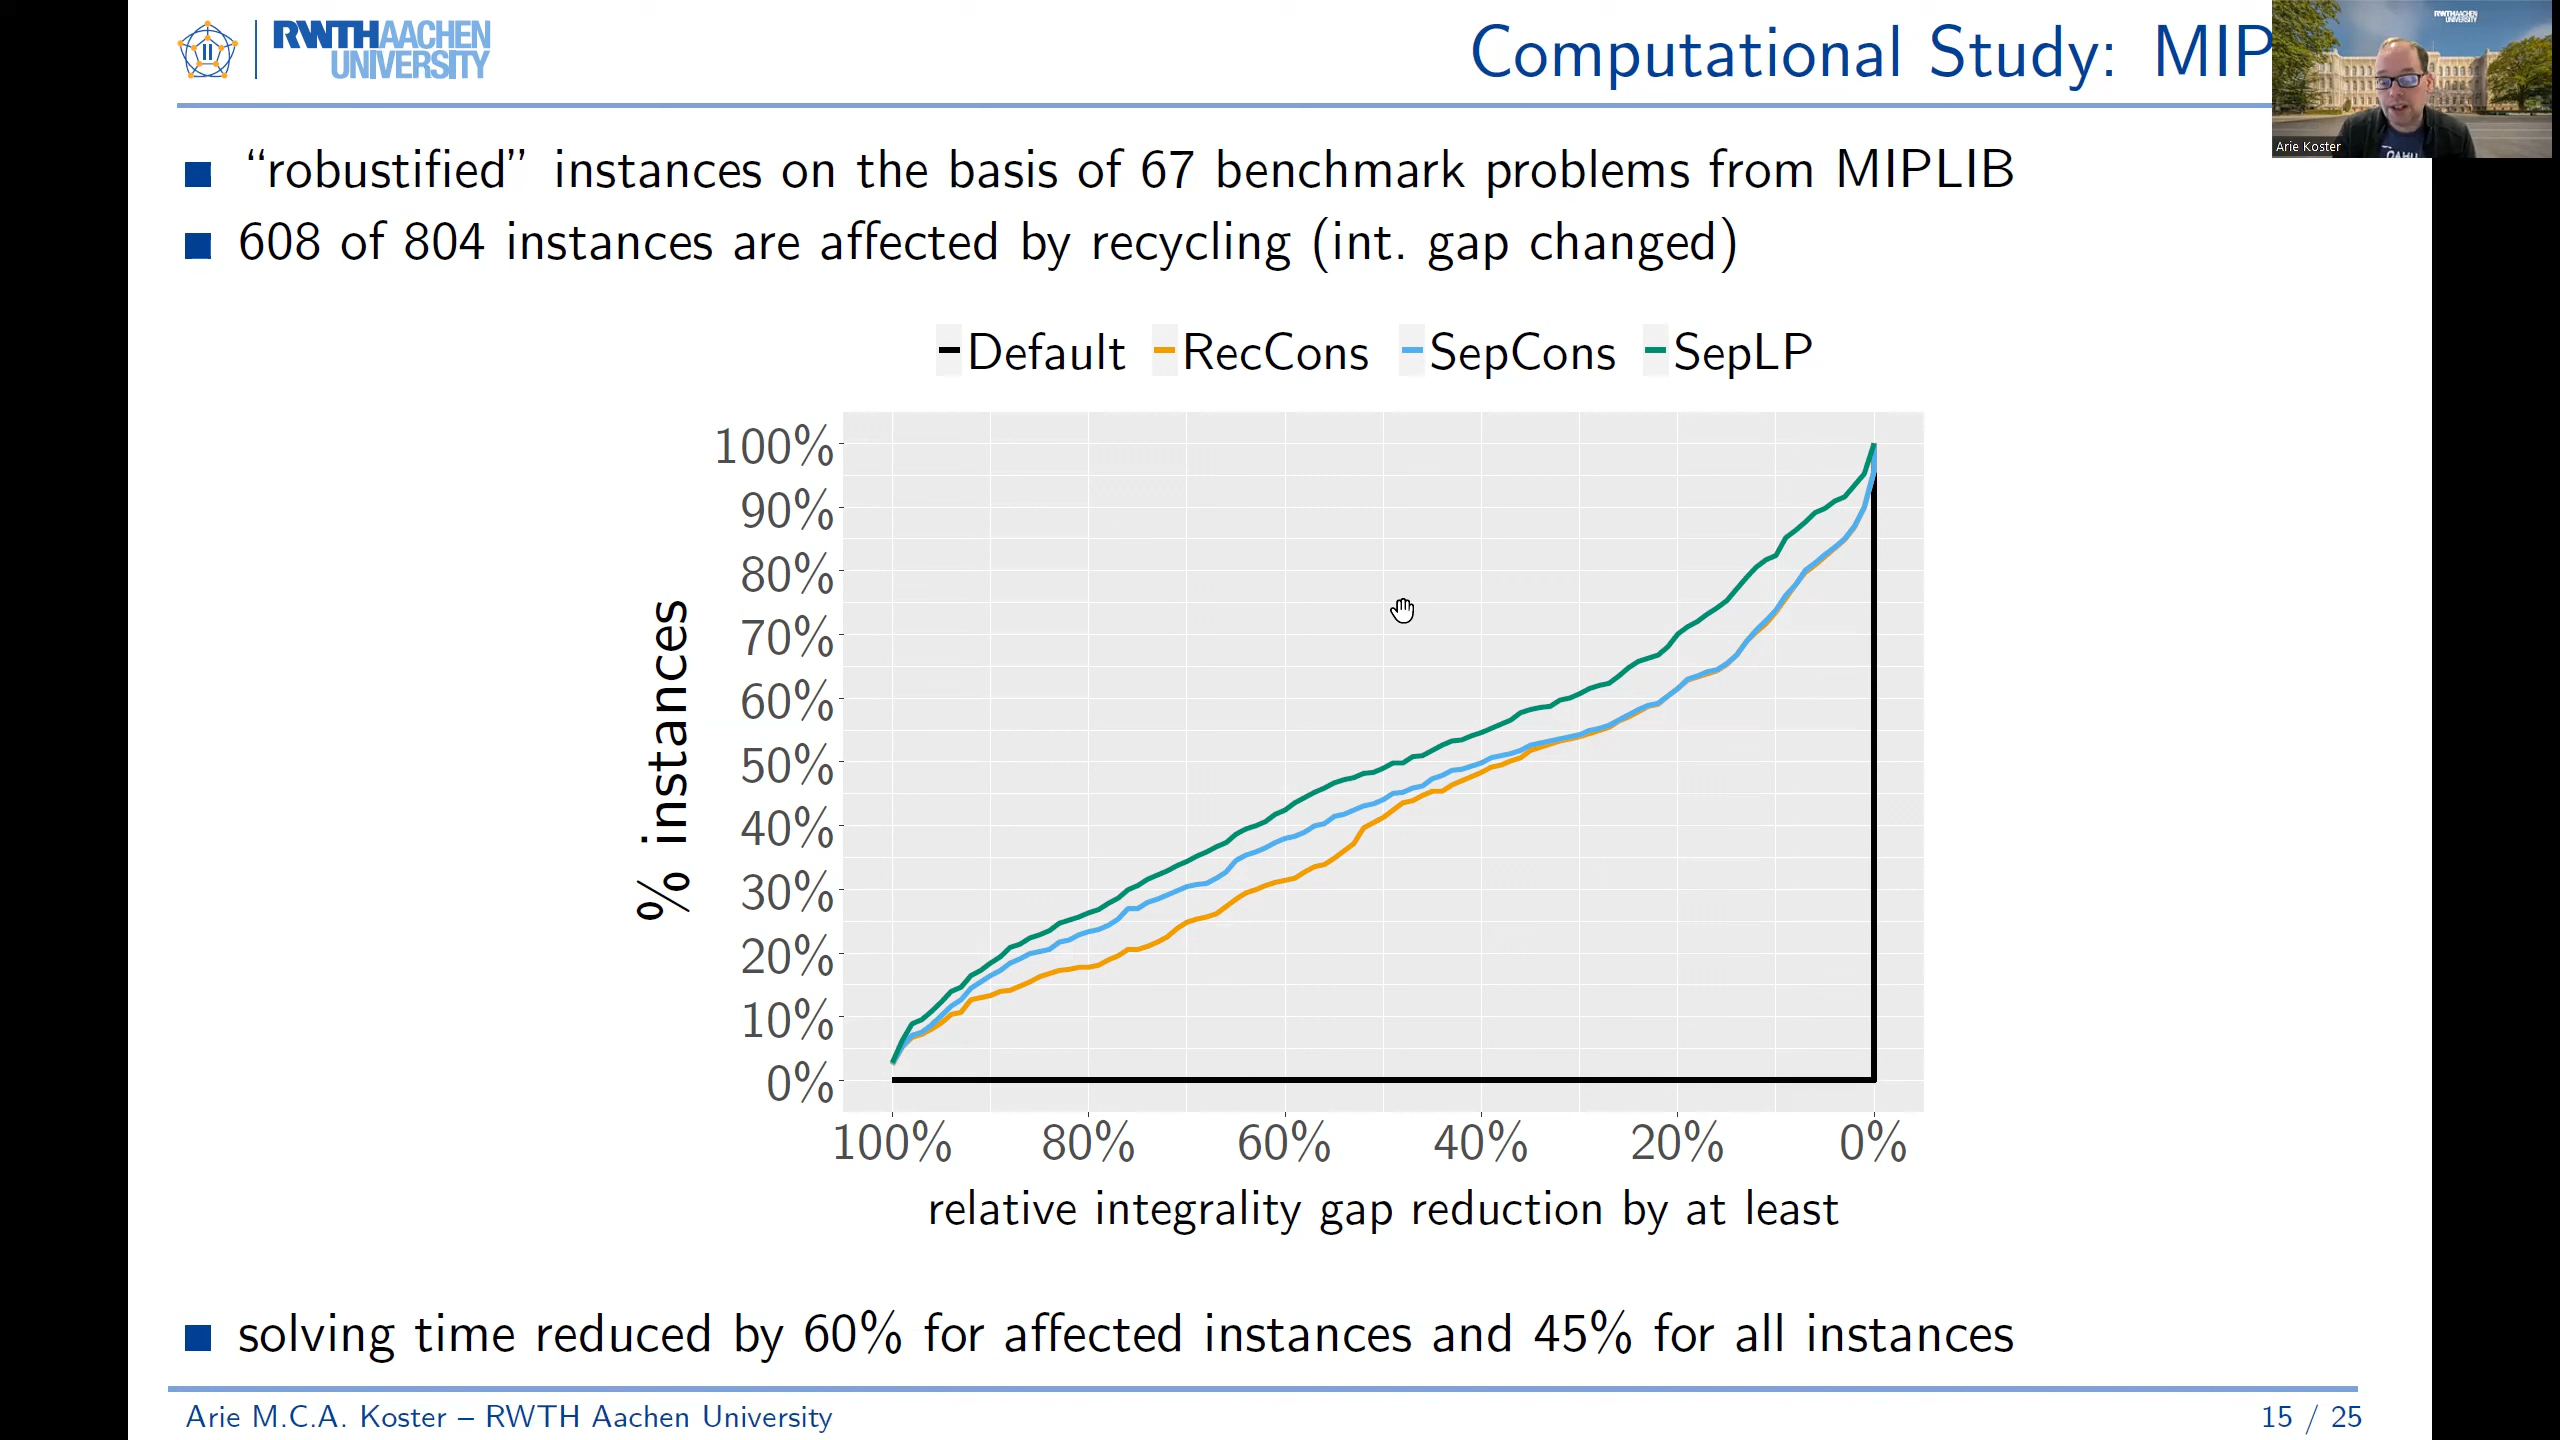 RWTHAACHEN
UNIVERSITY
Computational Study: MIP
RWTHAACHEN
UNIVERSITY
Arie Koster
“robustified” instances on the basis of 67 benchmark problems from MIPLIB
608 of 804 instances are affected by recycling (int. gap changed)
Default RecCons SepCons SepLP
100%
90%
80%
70%
60%
50%
40%
30%
20%
10%
0%
% instances
100% 80% 60% 40% 20% 0%
relative integrality gap reduction by at least
solving time reduced by 60% for affected instances and 45% for all instances
Arie M.C.A. Koster – RWTH Aachen University
15 / 25